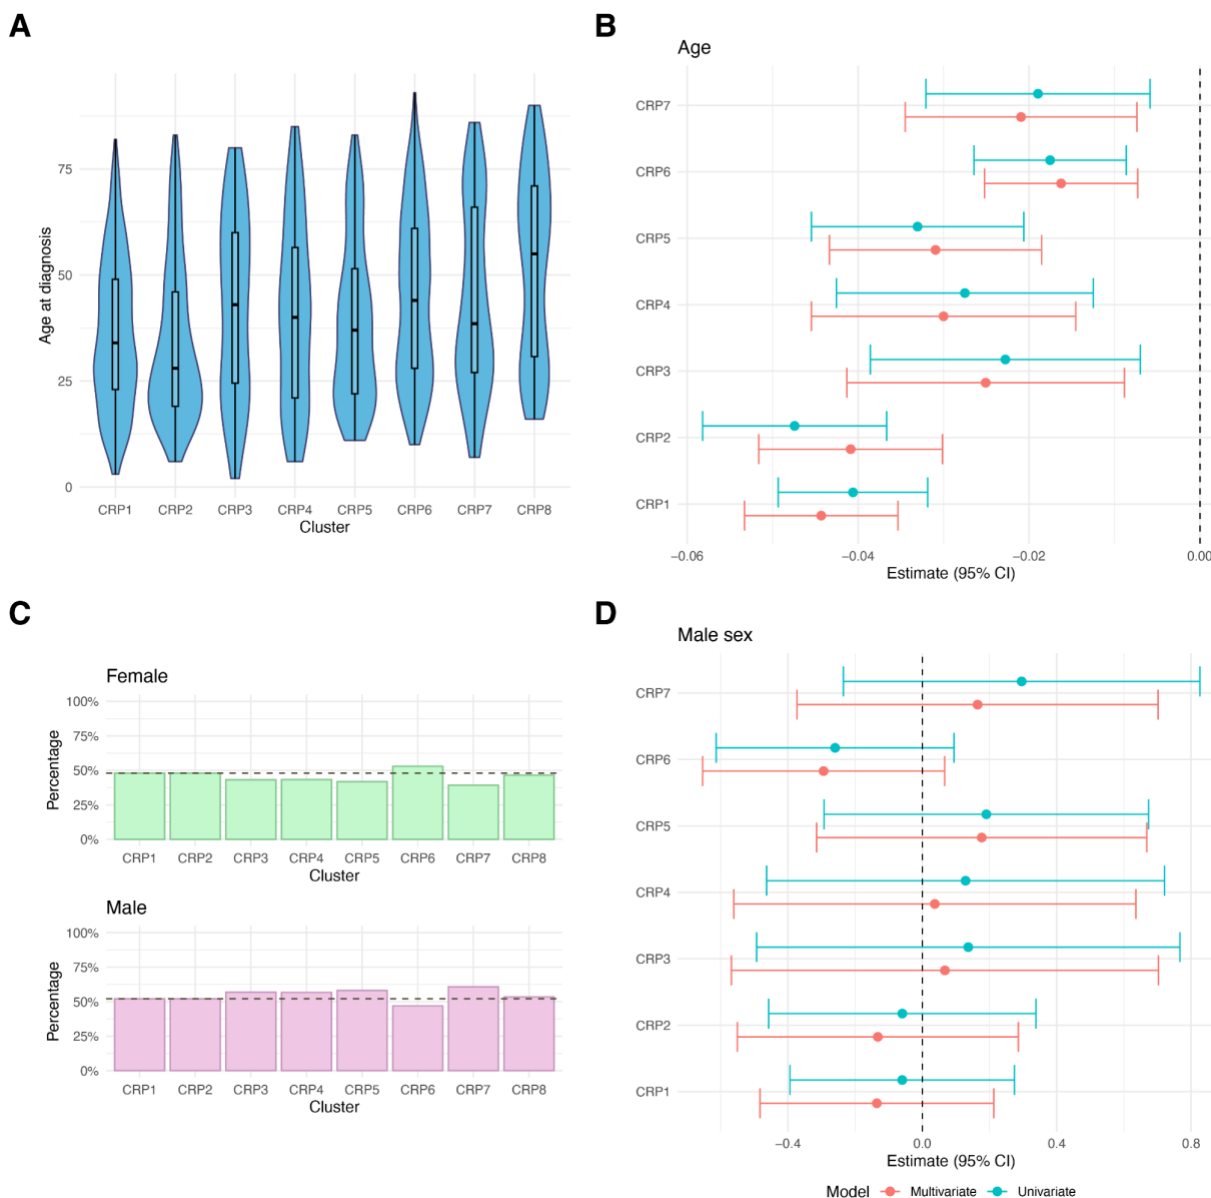 A
Age at diagnosis
75
50
25
0
CRP1 CRP2 CRP3 CRP4 CRP5 CRP6 CRP7 CRP8
Cluster
B
Age
CRP7
CRP6
CRP5
CRP4
CRP3
CRP2
CRP1
−0.06 −0.04 −0.02 0.00
Estimate (95% CI)
C
Female
Percentage
100%
75%
50%
25%
0%
CRP1 CRP2 CRP3 CRP4 CRP5 CRP6 CRP7 CRP8
Cluster
Male
Percentage
100%
75%
50%
25%
0%
CRP1 CRP2 CRP3 CRP4 CRP5 CRP6 CRP7 CRP8
Cluster
D
Male sex
CRP7
CRP6
CRP5
CRP4
CRP3
CRP2
CRP1
−0.4 0.0 0.4 0.8
Estimate (95% CI)
Model Multivariate Univariate